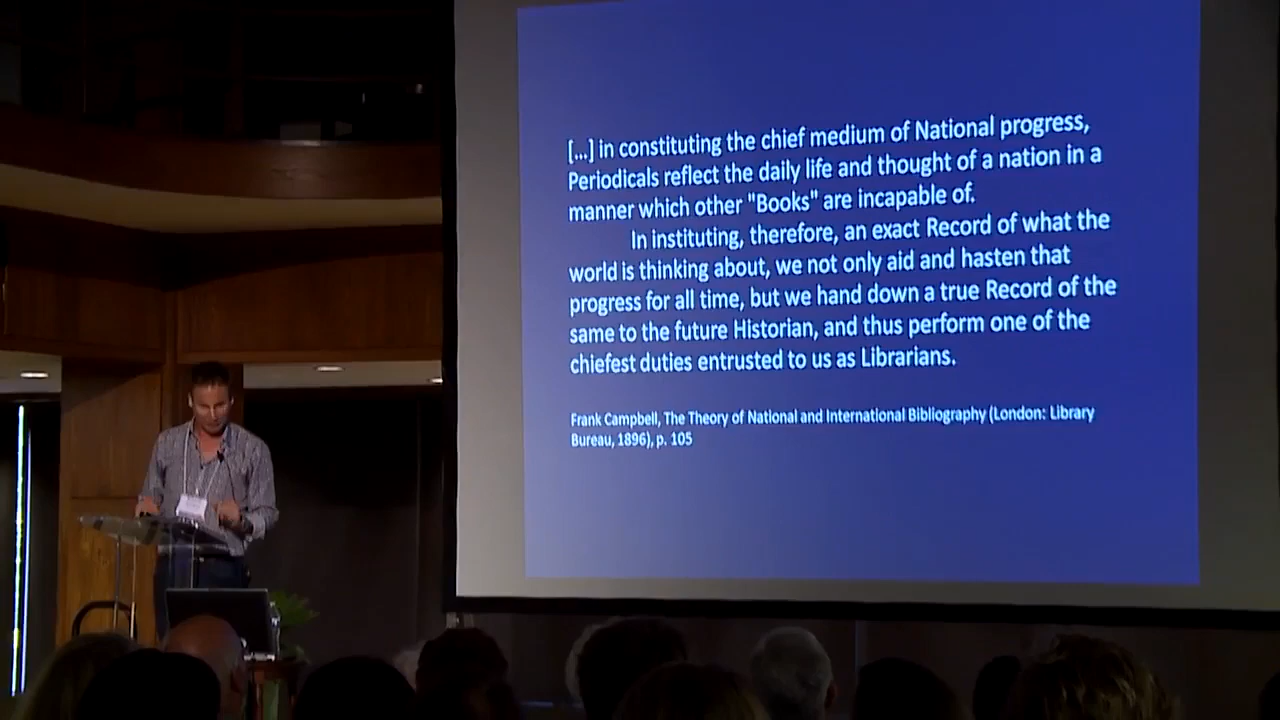 [...] in constituting the chief medium of National progress,
Periodicals reflect the daily life and thought of a nation in a
manner which other "Books" are incapable of.
In instituting, therefore, an exact Record of what the
world is thinking about, we not only aid and hasten that
progress for all time, but we hand down a true Record of the
same to the future Historian, and thus perform one of the
chiefest duties entrusted to us as Librarians.
Frank Campbell, The Theory of National and International Bibliography (London: Library
Bureau, 1896), p. 105